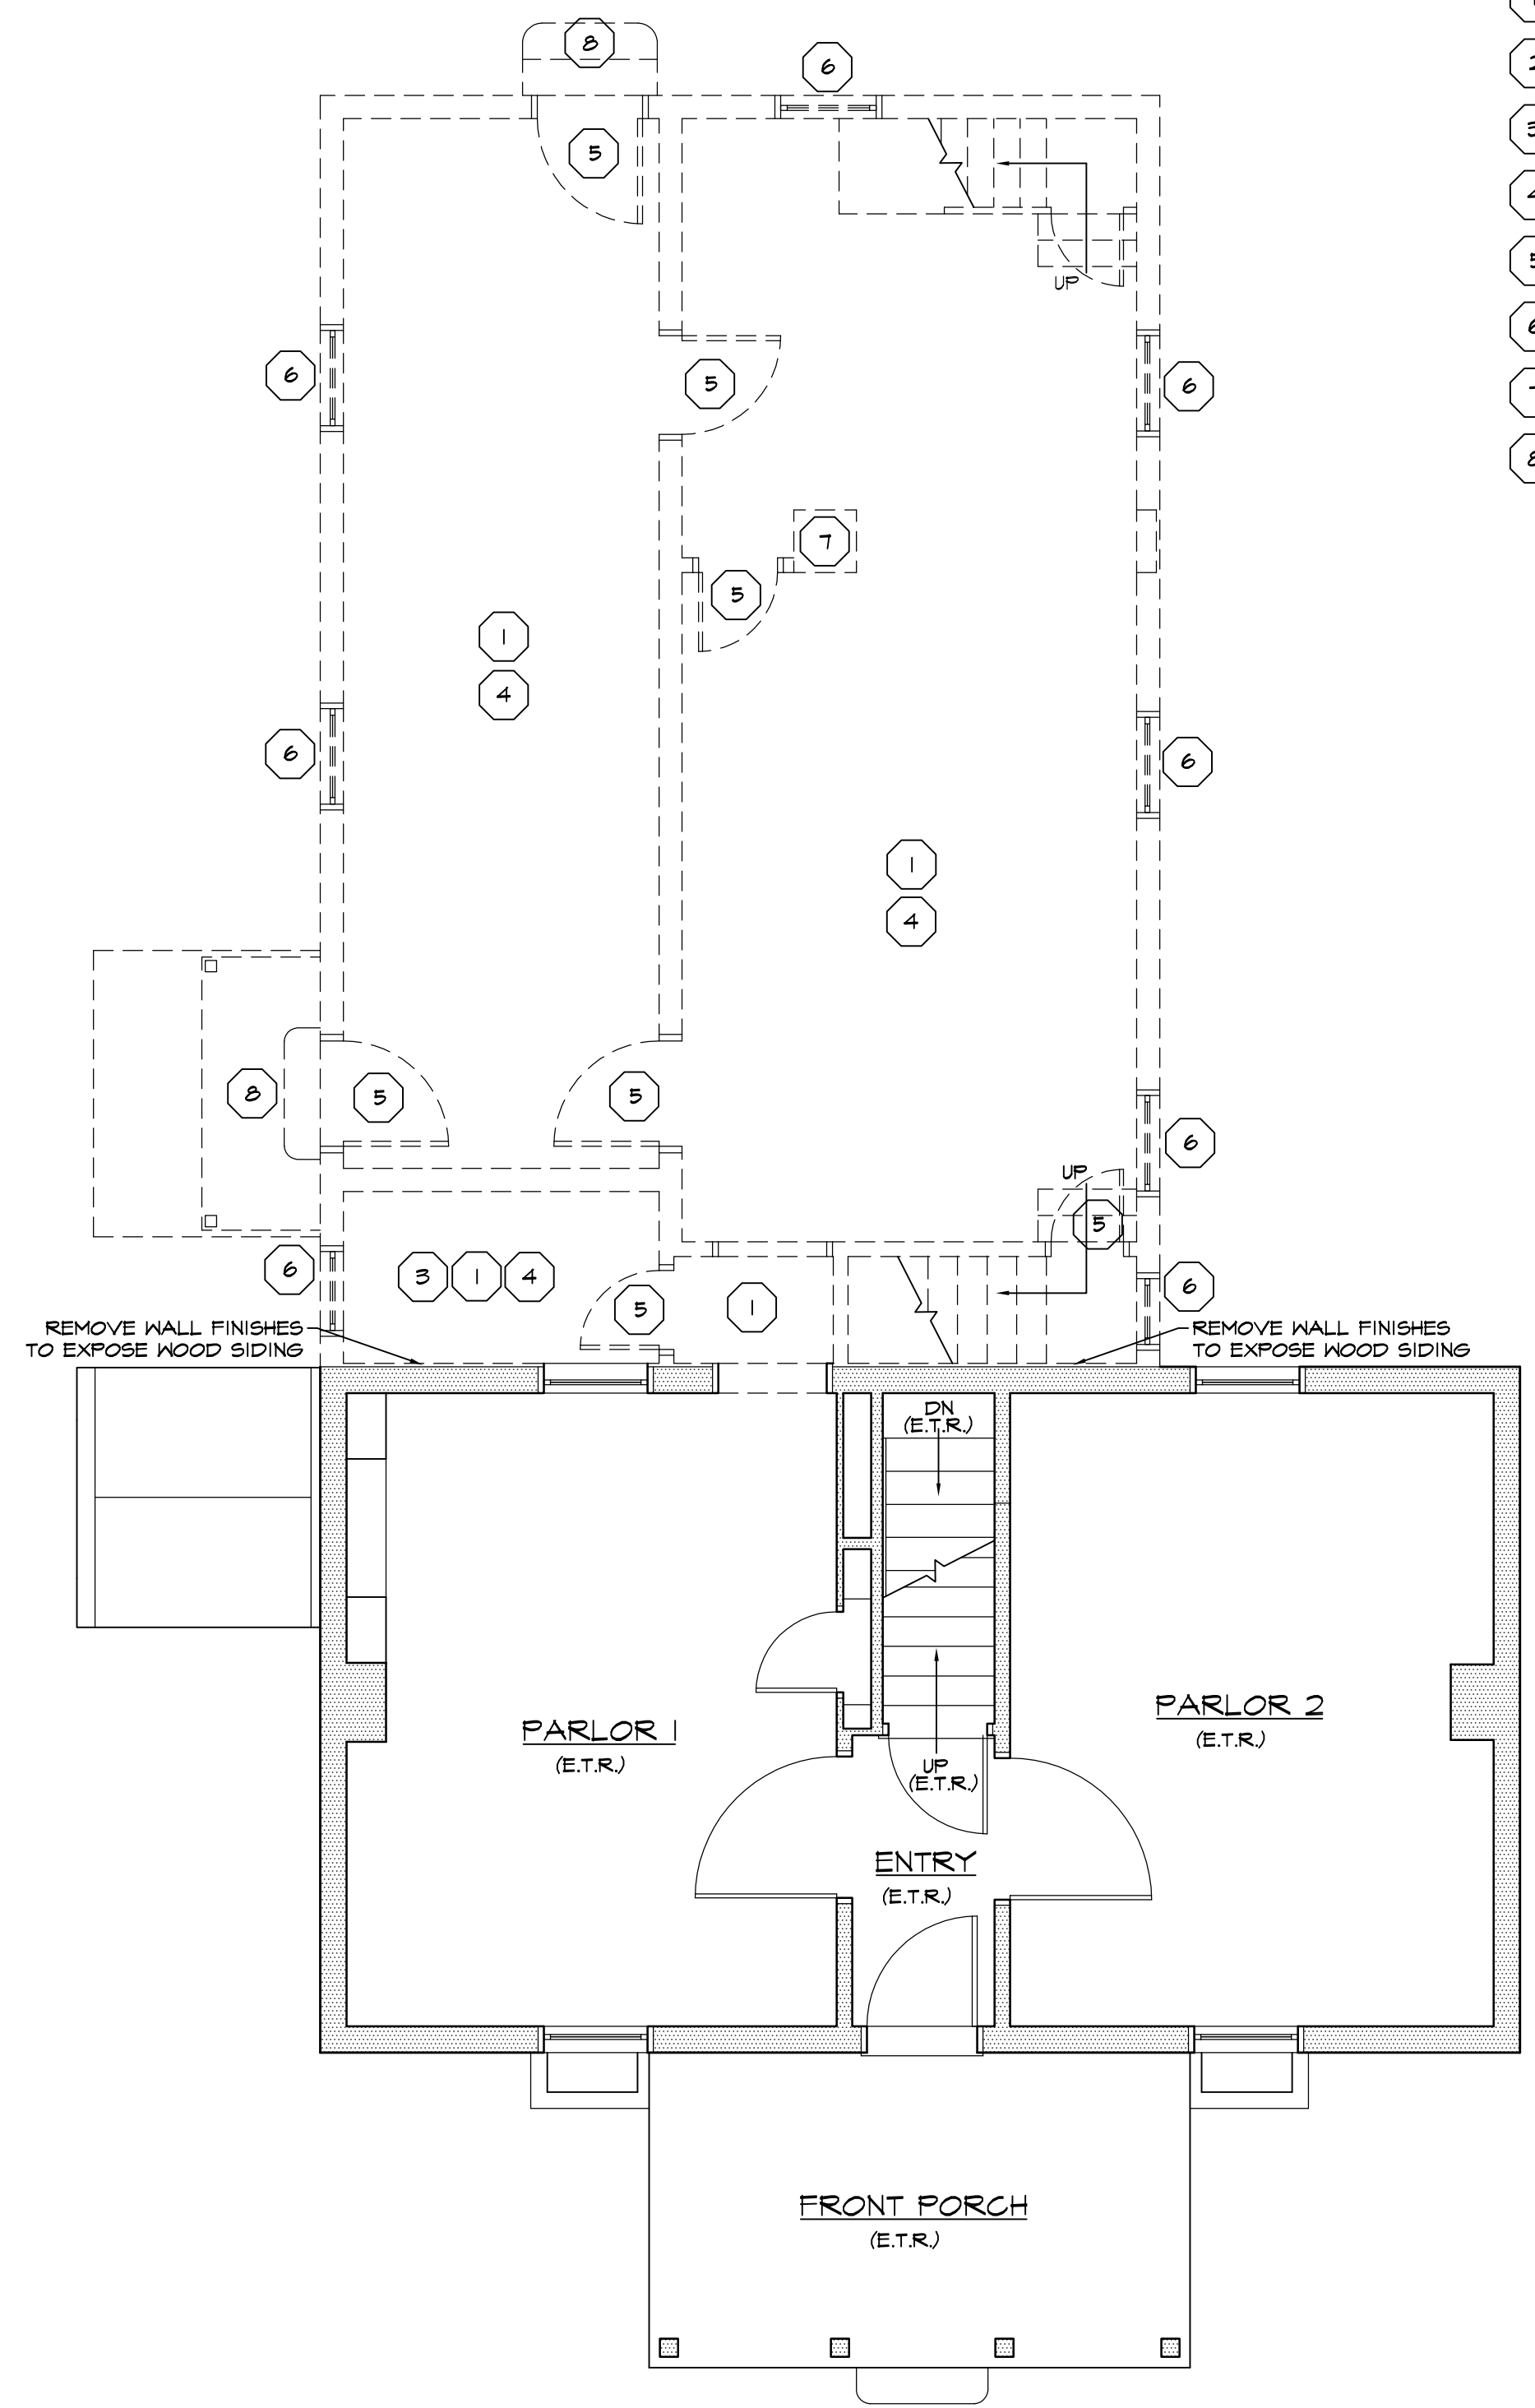 8
6
5
UP
6
6
5
7
5
1
4
6
6
1
4
8
5
5
6
UP
5
6
3 1 4
5
1
6
REMOVE WALL FINISHES
TO EXPOSE WOOD SIDING
REMOVE WALL FINISHES
TO EXPOSE WOOD SIDING
DN
(E.T.R.)
PARLOR 1
(E.T.R.)
PARLOR 2
(E.T.R.)
UP
(E.T.R.)
ENTRY
(E.T.R.)
FRONT PORCH
(E.T.R.)